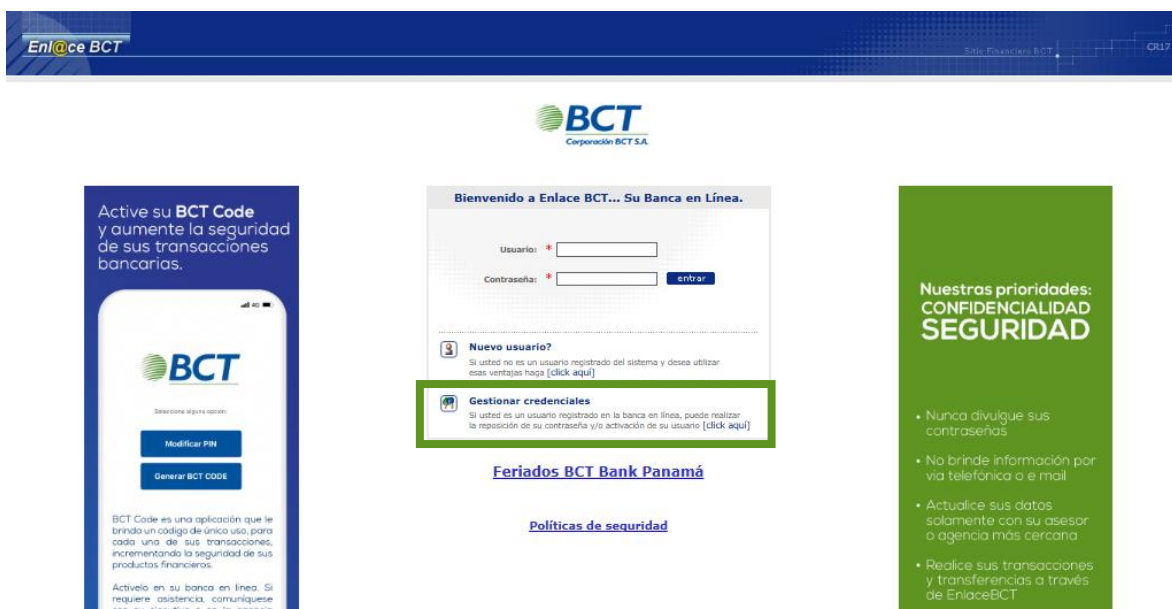 Enl@ce BCT
Sitio Financiero BCT
CR17
BCT
Corporación BCT S.A.
Active su BCT Code
y aumente la seguridad
de sus transacciones
bancarias.
4G
BCT
Seleccione alguna opción:
Modificar PIN
Generar BCT CODE
BCT Code es una aplicación que le
brinda un código de único uso, para
cada una de sus transacciones,
incrementando la seguridad de sus
productos financieros.
Activelo en su banca en línea. Si
requiere asistencia, comuníquese
Bienvenido a Enlace BCT... Su Banca en Línea.
Usuario: *
Contraseña: *
entrar
Nuevo usuario?
Si usted no es un usuario registrado del sistema y desea utilizar
esas ventajas haga [click aquí]
Gestionar credenciales
Si usted es un usuario registrado en la banca en línea, puede realizar
la reposición de su contraseña y/o activación de su usuario [click aquí]
Feriados BCT Bank Panamá
Políticas de seguridad
Nuestras prioridades:
CONFIDENCIALIDAD
SEGURIDAD
• Nunca divulgue sus
contraseñas
• No brinde información por
via telefónica o e mail
• Actualice sus datos
solamente con su asesor
o agencia más cercana
• Realice sus transacciones
y transferencias a través
de EnlaceBCT